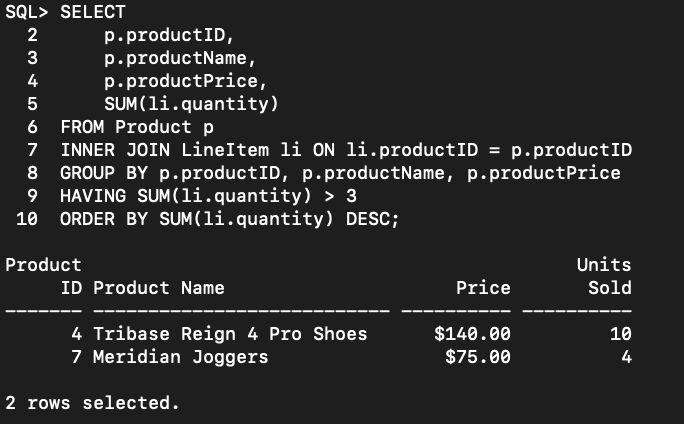 SQL> SELECT
  2      p.productID,
  3      p.productName,
  4      p.productPrice,
  5      SUM(li.quantity)
  6  FROM Product p
  7  INNER JOIN LineItem li ON li.productID = p.productID
  8  GROUP BY p.productID, p.productName, p.productPrice
  9  HAVING SUM(li.quantity) > 3
 10  ORDER BY SUM(li.quantity) DESC;

Product                                             Units
     ID Product Name                     Price       Sold
------- --------------------------- ---------- ----------
      4 Tribase Reign 4 Pro Shoes      $140.00         10
      7 Meridian Joggers                $75.00          4

2 rows selected.